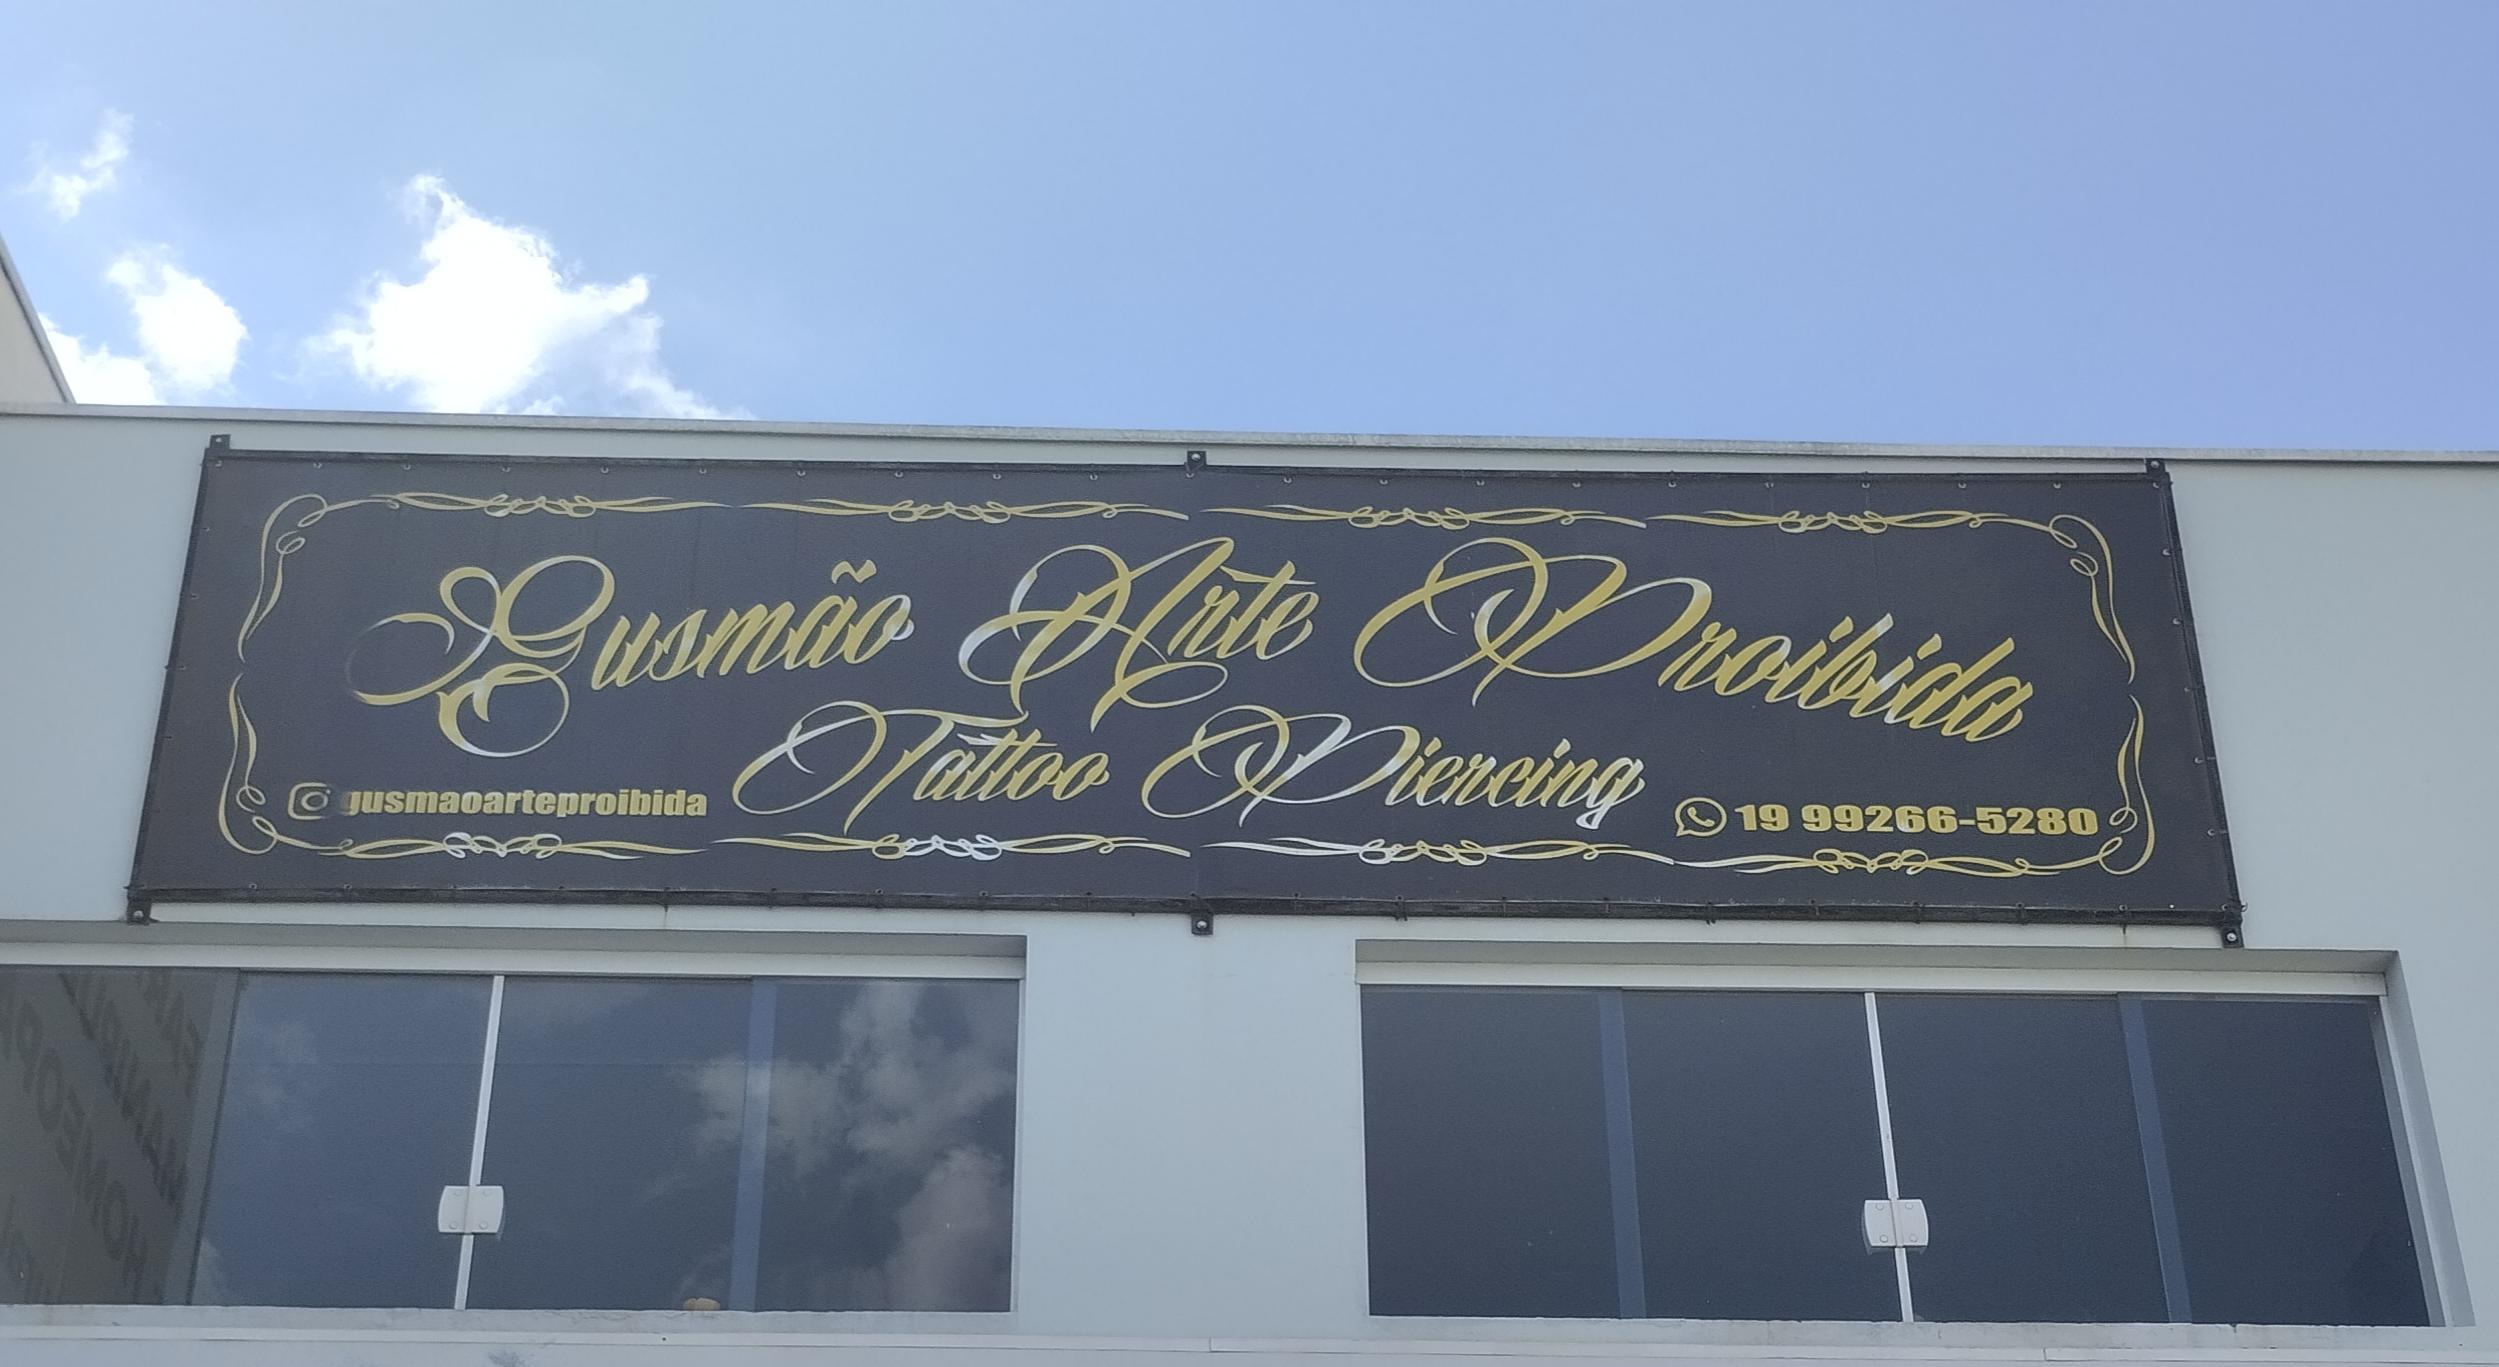 Gusmão Arte Proibida
Tattoo Piercing
gusmaoarteproibida
19 99266-5280